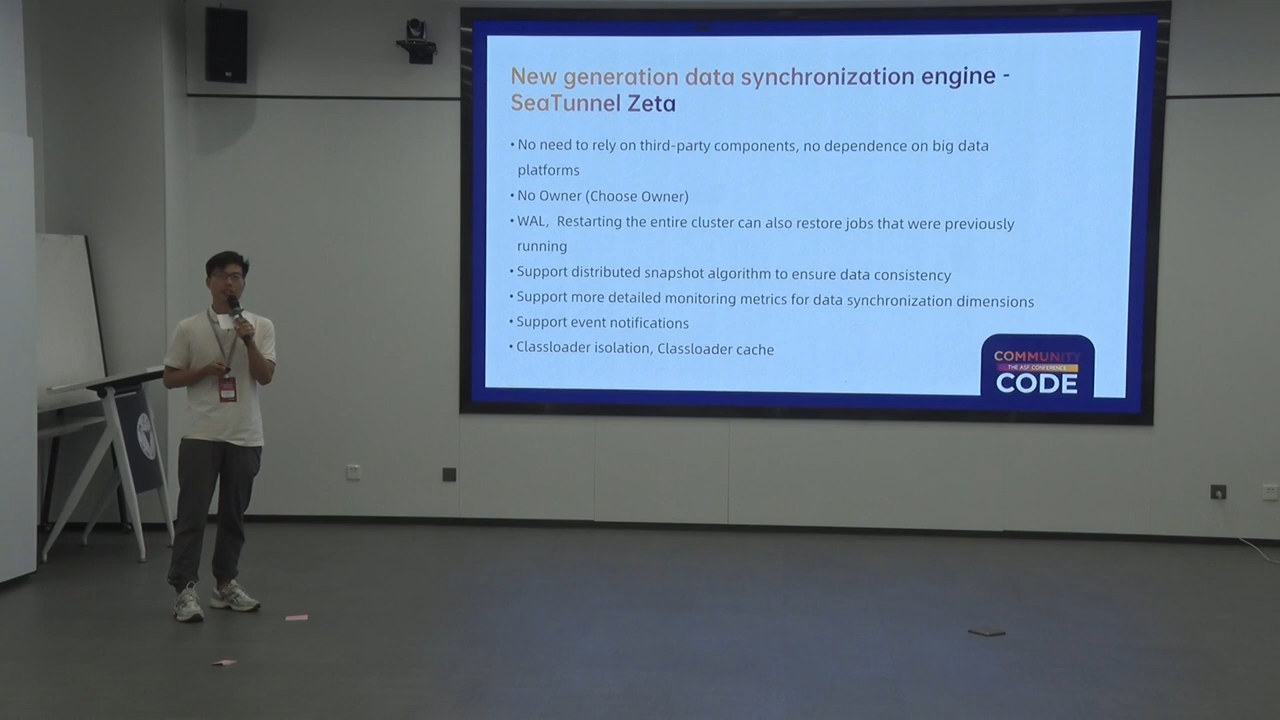 New generation data synchronization engine -
SeaTunnel Zeta
• No need to rely on third-party components, no dependence on big data
platforms
• No Owner (Choose Owner)
• WAL,  Restarting the entire cluster can also restore jobs that were previously
running
• Support distributed snapshot algorithm to ensure data consistency
• Support more detailed monitoring metrics for data synchronization dimensions
• Support event notifications
• Classloader isolation, Classloader cache
COMMUNITY
THE ASF CONFERENCE
CODE